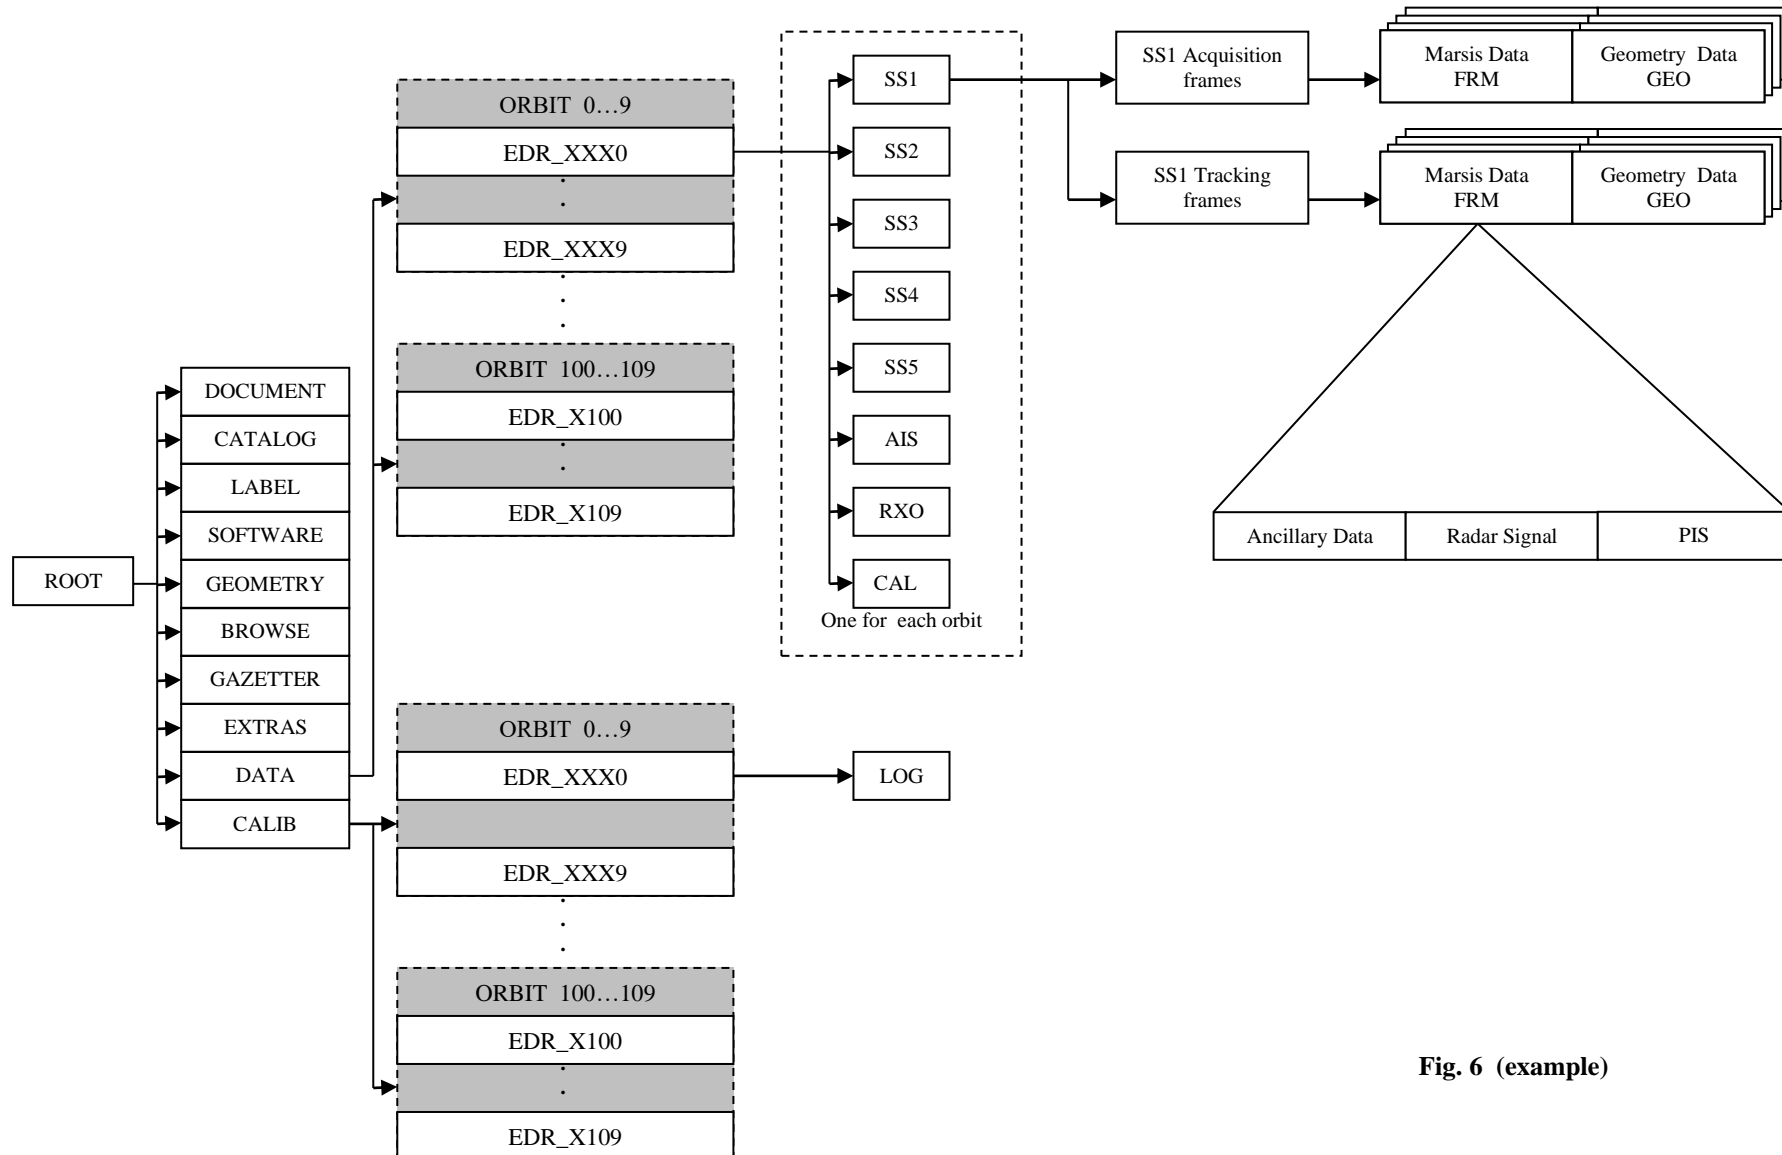 ROOT
DOCUMENT
CATALOG
LABEL
SOFTWARE
GEOMETRY
BROWSE
GAZETTER
EXTRAS
DATA
CALIB
ORBIT 0…9
EDR_XXX0
.
.
EDR_XXX9
.
.
.
ORBIT 100…109
EDR_X100
.
.
EDR_X109
ORBIT 0…9
EDR_XXX0
EDR_XXX9
.
.
.
ORBIT 100…109
EDR_X100
.
.
EDR_X109
SS1
SS2
SS3
SS4
SS5
AIS
RXO
CAL
One for each orbit
LOG
SS1 Acquisition
frames
SS1 Tracking
frames
Marsis Data
FRM
Geometry Data
GEO
Marsis Data
FRM
Geometry Data
GEO
Ancillary Data
Radar Signal
PIS
Fig. 6 (example)